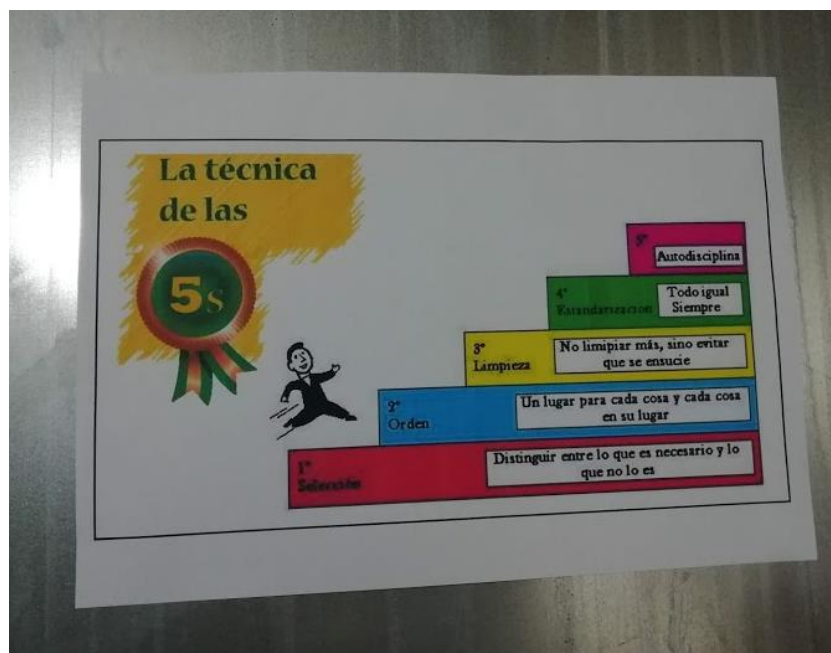 La técnica
de las
5s
5°
Autodisciplina
4°
Estandarizacion
Todo igual
Siempre
3°
Limpieza
No limipiar más, sino evitar
que se ensucie
2°
Orden
Un lugar para cada cosa y cada cosa
en su lugar
1°
Selección
Distinguir entre lo que es necesario y lo
que no lo es